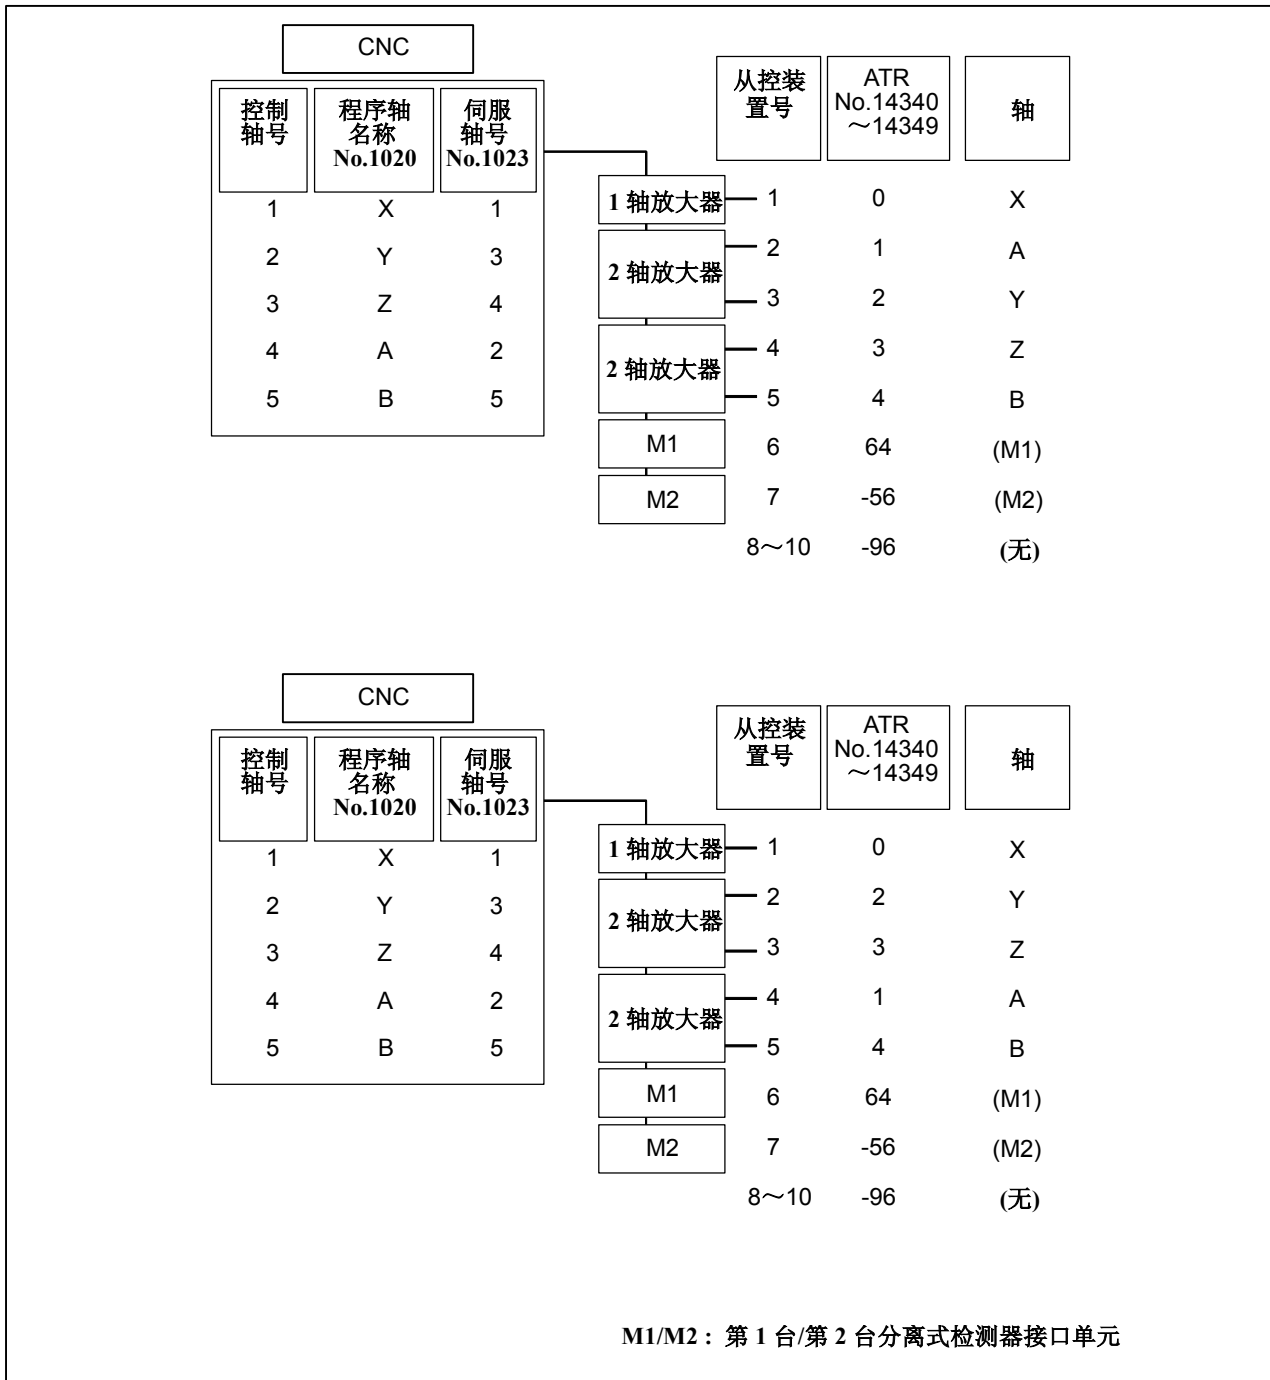 CNC
控制轴号 程序轴名称 No.1020 伺服轴号 No.1023
从控装置号 ATR No.14340～14349 轴
1 X 1
2 Y 3
3 Z 4
4 A 2
5 B 5
1 轴放大器 1 0 X
2 轴放大器 2 1 A
3 2 Y
2 轴放大器 4 3 Z
5 4 B
M1 6 64 (M1)
M2 7 -56 (M2)
8～10 -96 (无)
CNC
控制轴号 程序轴名称 No.1020 伺服轴号 No.1023
从控装置号 ATR No.14340～14349 轴
1 X 1
2 Y 3
3 Z 4
4 A 2
5 B 5
1 轴放大器 1 0 X
2 轴放大器 2 2 Y
3 3 Z
2 轴放大器 4 1 A
5 4 B
M1 6 64 (M1)
M2 7 -56 (M2)
8～10 -96 (无)
M1/M2： 第 1 台/第 2 台分离式检测器接口单元